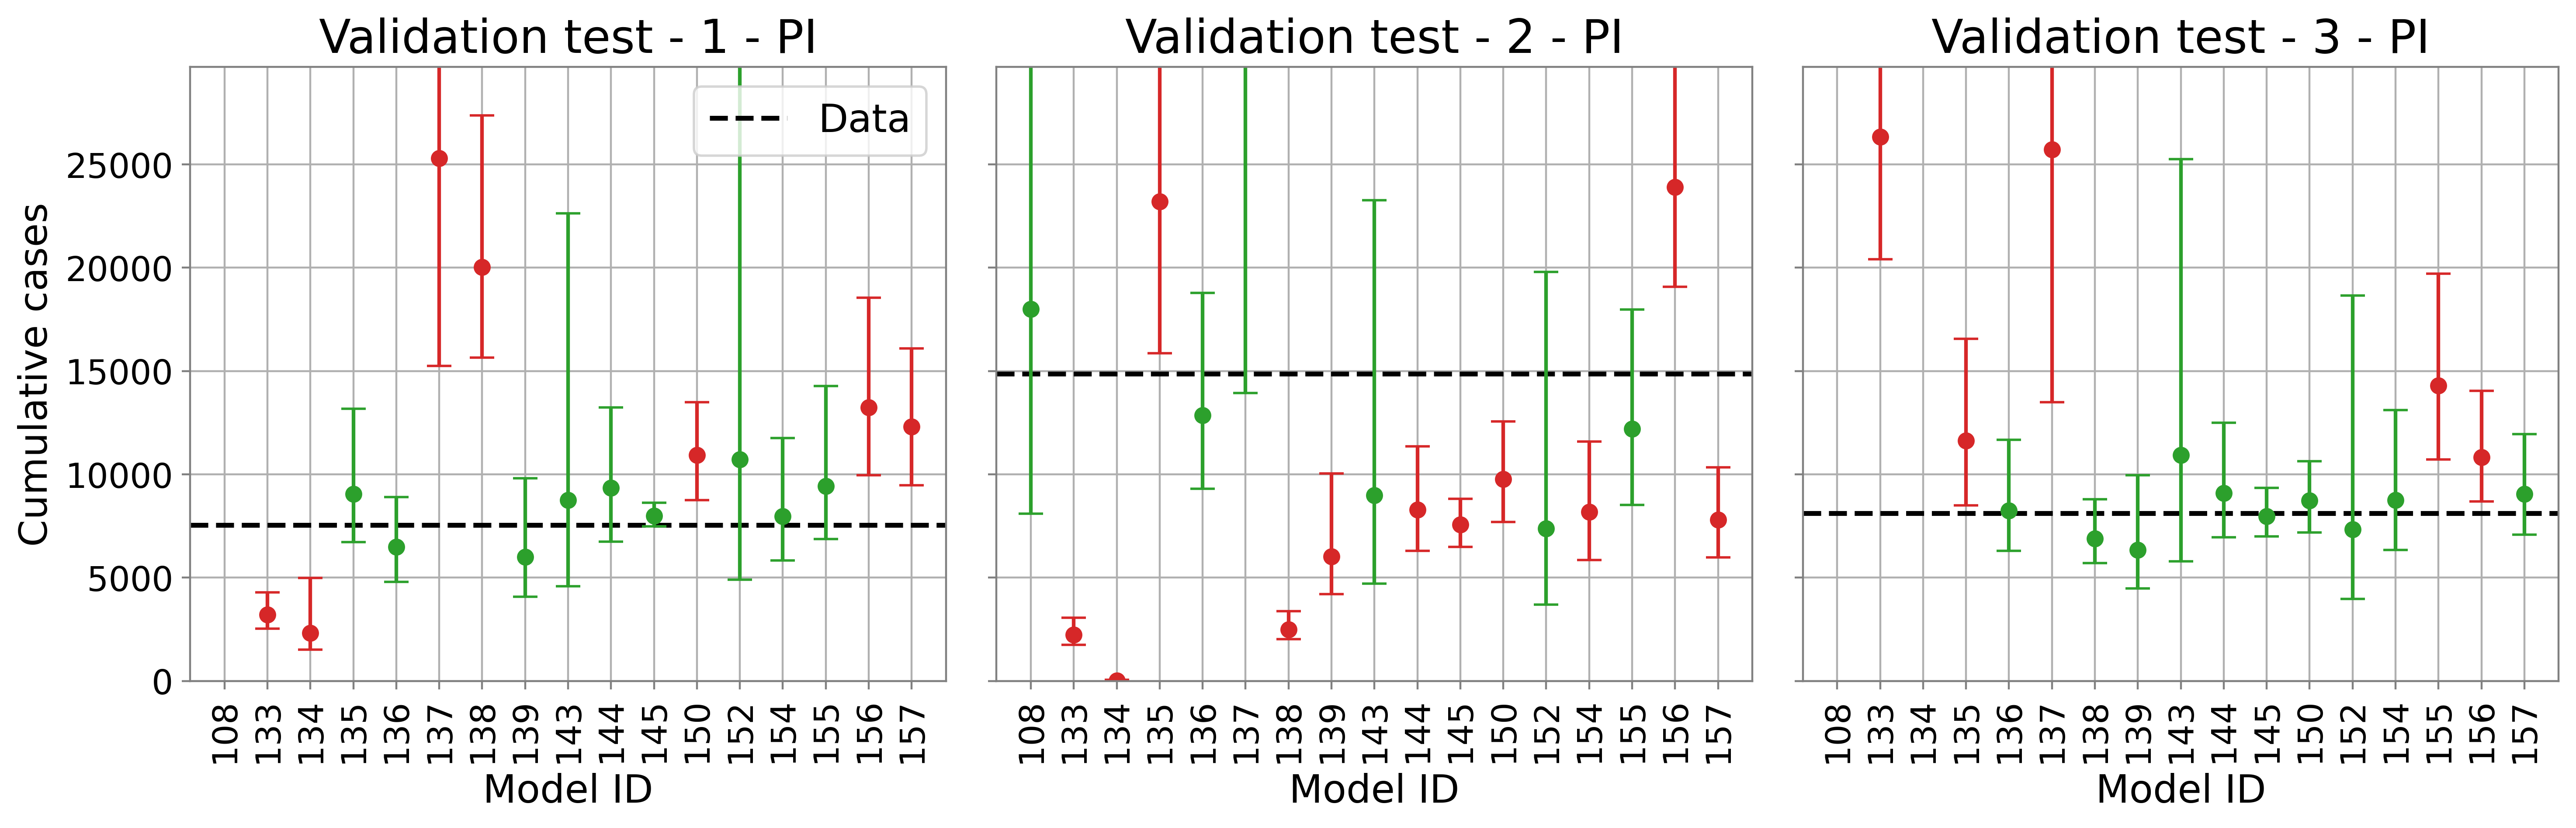 Validation test - 1 - PI
Validation test - 2 - PI
Validation test - 3 - PI
Data
Cumulative cases
25000
20000
15000
10000
5000
0
108 133 134 135 136 137 138 139 143 144 145 150 152 154 155 156 157
108 133 134 135 136 137 138 139 143 144 145 150 152 154 155 156 157
108 133 134 135 136 137 138 139 143 144 145 150 152 154 155 156 157
Model ID
Model ID
Model ID